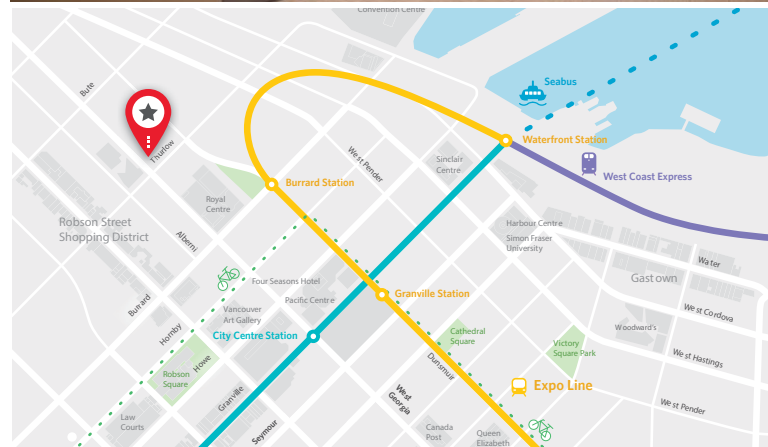 Convention Centre
Bute
Seabus
Thurlow
West Pender
Waterfront Station
Sinclair
Centre
West Coast Express
Burrard Station
Royal
Centre
Robson Street
Shopping District
Alberni
Harbour Centre
Simon Fraser
University
Water
Gastown
Four Seasons Hotel
Burrard
Pacific Centre
Granville Station
West Cordova
Vancouver
Art Gallery
Hornby
City Centre Station
Cathedral
Square
Woodward's
Victory
Square Park
West Hastings
Howe
Robson
Square
Dunsmuir
Expo Line
Granville
West
Georgia
West Pender
Law
Courts
Seymour
Canada
Post
Queen
Elizabeth